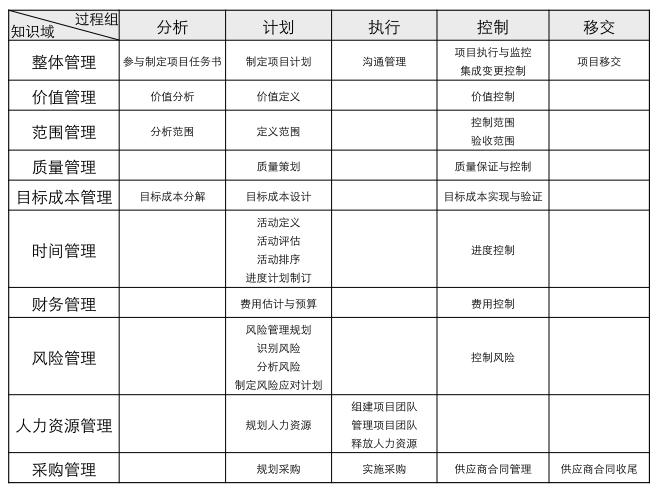 过程组
知识域
分析
计划
执行
控制
移交
整体管理
参与制定项目任务书
制定项目计划
沟通管理
项目执行与监控
集成变更控制
项目移交
价值管理
价值分析
价值定义
价值控制
范围管理
分析范围
定义范围
控制范围
验收范围
质量管理
质量策划
质量保证与控制
目标成本管理
目标成本分解
目标成本设计
目标成本实现与验证
时间管理
活动定义
活动评估
活动排序
进度计划制订
进度控制
财务管理
费用估计与预算
费用控制
风险管理
风险管理规划
识别风险
分析风险
制定风险应对计划
控制风险
人力资源管理
规划人力资源
组建项目团队
管理项目团队
释放人力资源
采购管理
规划采购
实施采购
供应商合同管理
供应商合同收尾